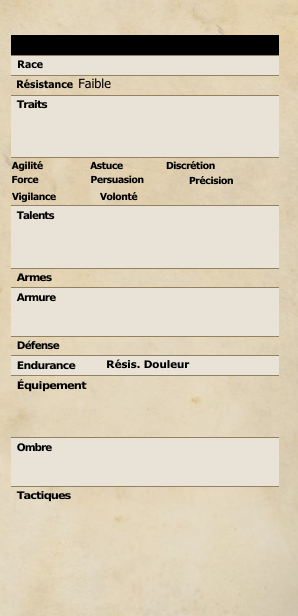 Race
Résistance Faible
Traits
Agilité Astuce Discrétion
Force Persuasion Précision
Vigilance Volonté
Talents
Armes
Armure
Défense
Endurance Résis. Douleur
Équipement
Ombre
Tactiques